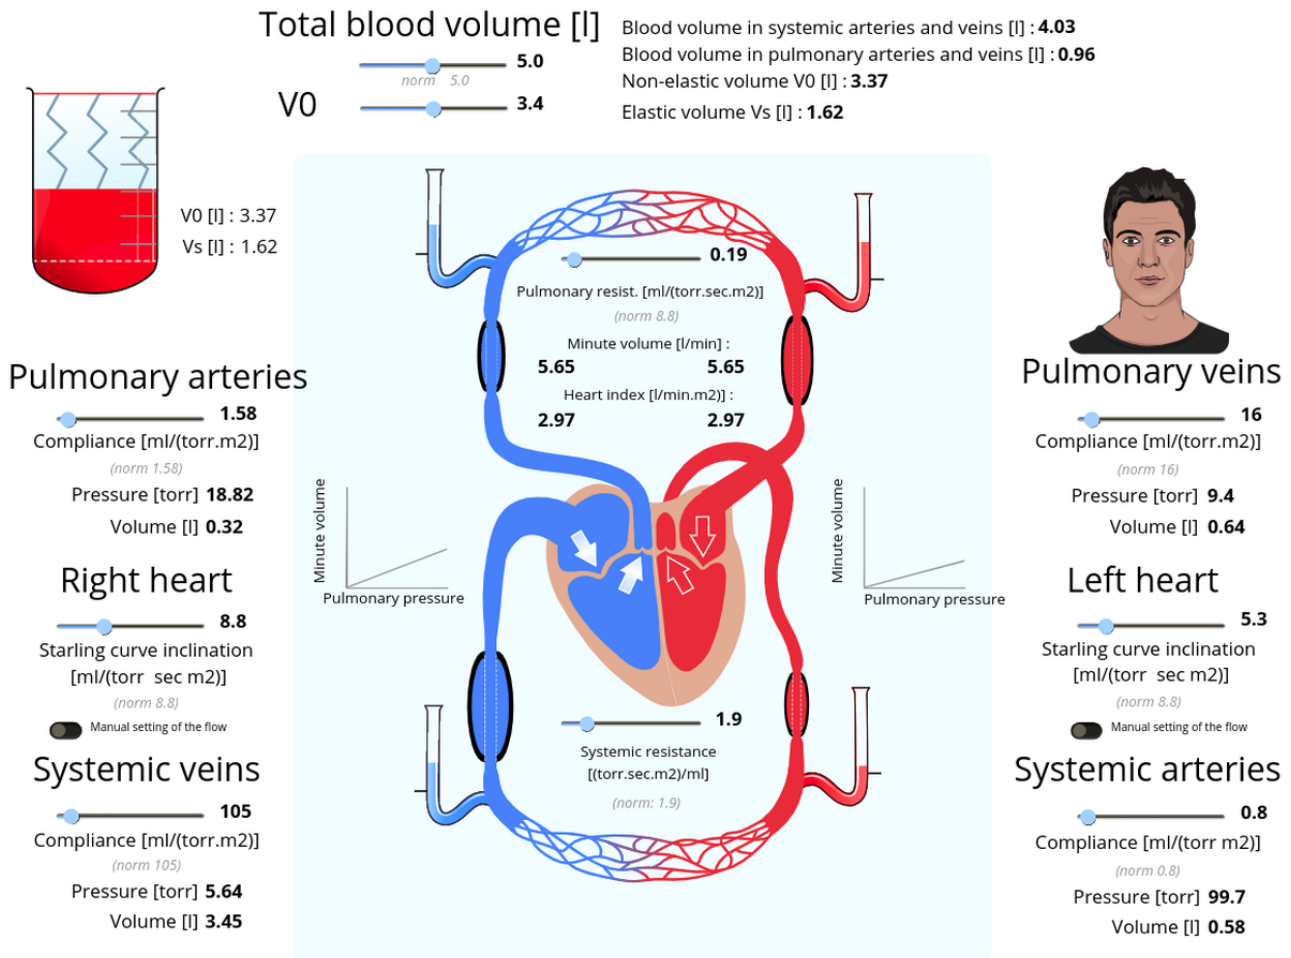 Total blood volume [l]
5.0
norm 5.0
V0
3.4
Blood volume in systemic arteries and veins [l] : 4.03
Blood volume in pulmonary arteries and veins [l] : 0.96
Non-elastic volume V0 [l] : 3.37
Elastic volume Vs [l] : 1.62
V0 [l] : 3.37
Vs [l] : 1.62
0.19
Pulmonary resist. [ml/(torr.sec.m2)]
(norm 8.8)
Minute volume [l/min] :
5.65 5.65
Heart index [l/min.m2)] :
2.97 2.97
Pulmonary arteries
1.58
Compliance [ml/(torr.m2)]
(norm 1.58)
Pressure [torr] 18.82
Volume [l] 0.32
Minute volume
Pulmonary pressure
Right heart
8.8
Starling curve inclination
[ml/(torr sec m2)]
(norm 8.8)
Manual setting of the flow
Systemic veins
105
Compliance [ml/(torr.m2)]
(norm 105)
Pressure [torr] 5.64
Volume [l] 3.45
1.9
Systemic resistance
[(torr.sec.m2)/ml]
(norm: 1.9)
Pulmonary veins
16
Compliance [ml/(torr.m2)]
(norm 16)
Pressure [torr] 9.4
Volume [l] 0.64
Minute volume
Pulmonary pressure
Left heart
5.3
Starling curve inclination
[ml/(torr sec m2)]
(norm 8.8)
Manual setting of the flow
Systemic arteries
0.8
Compliance [ml/(torr m2)]
(norm 0.8)
Pressure [torr] 99.7
Volume [l] 0.58